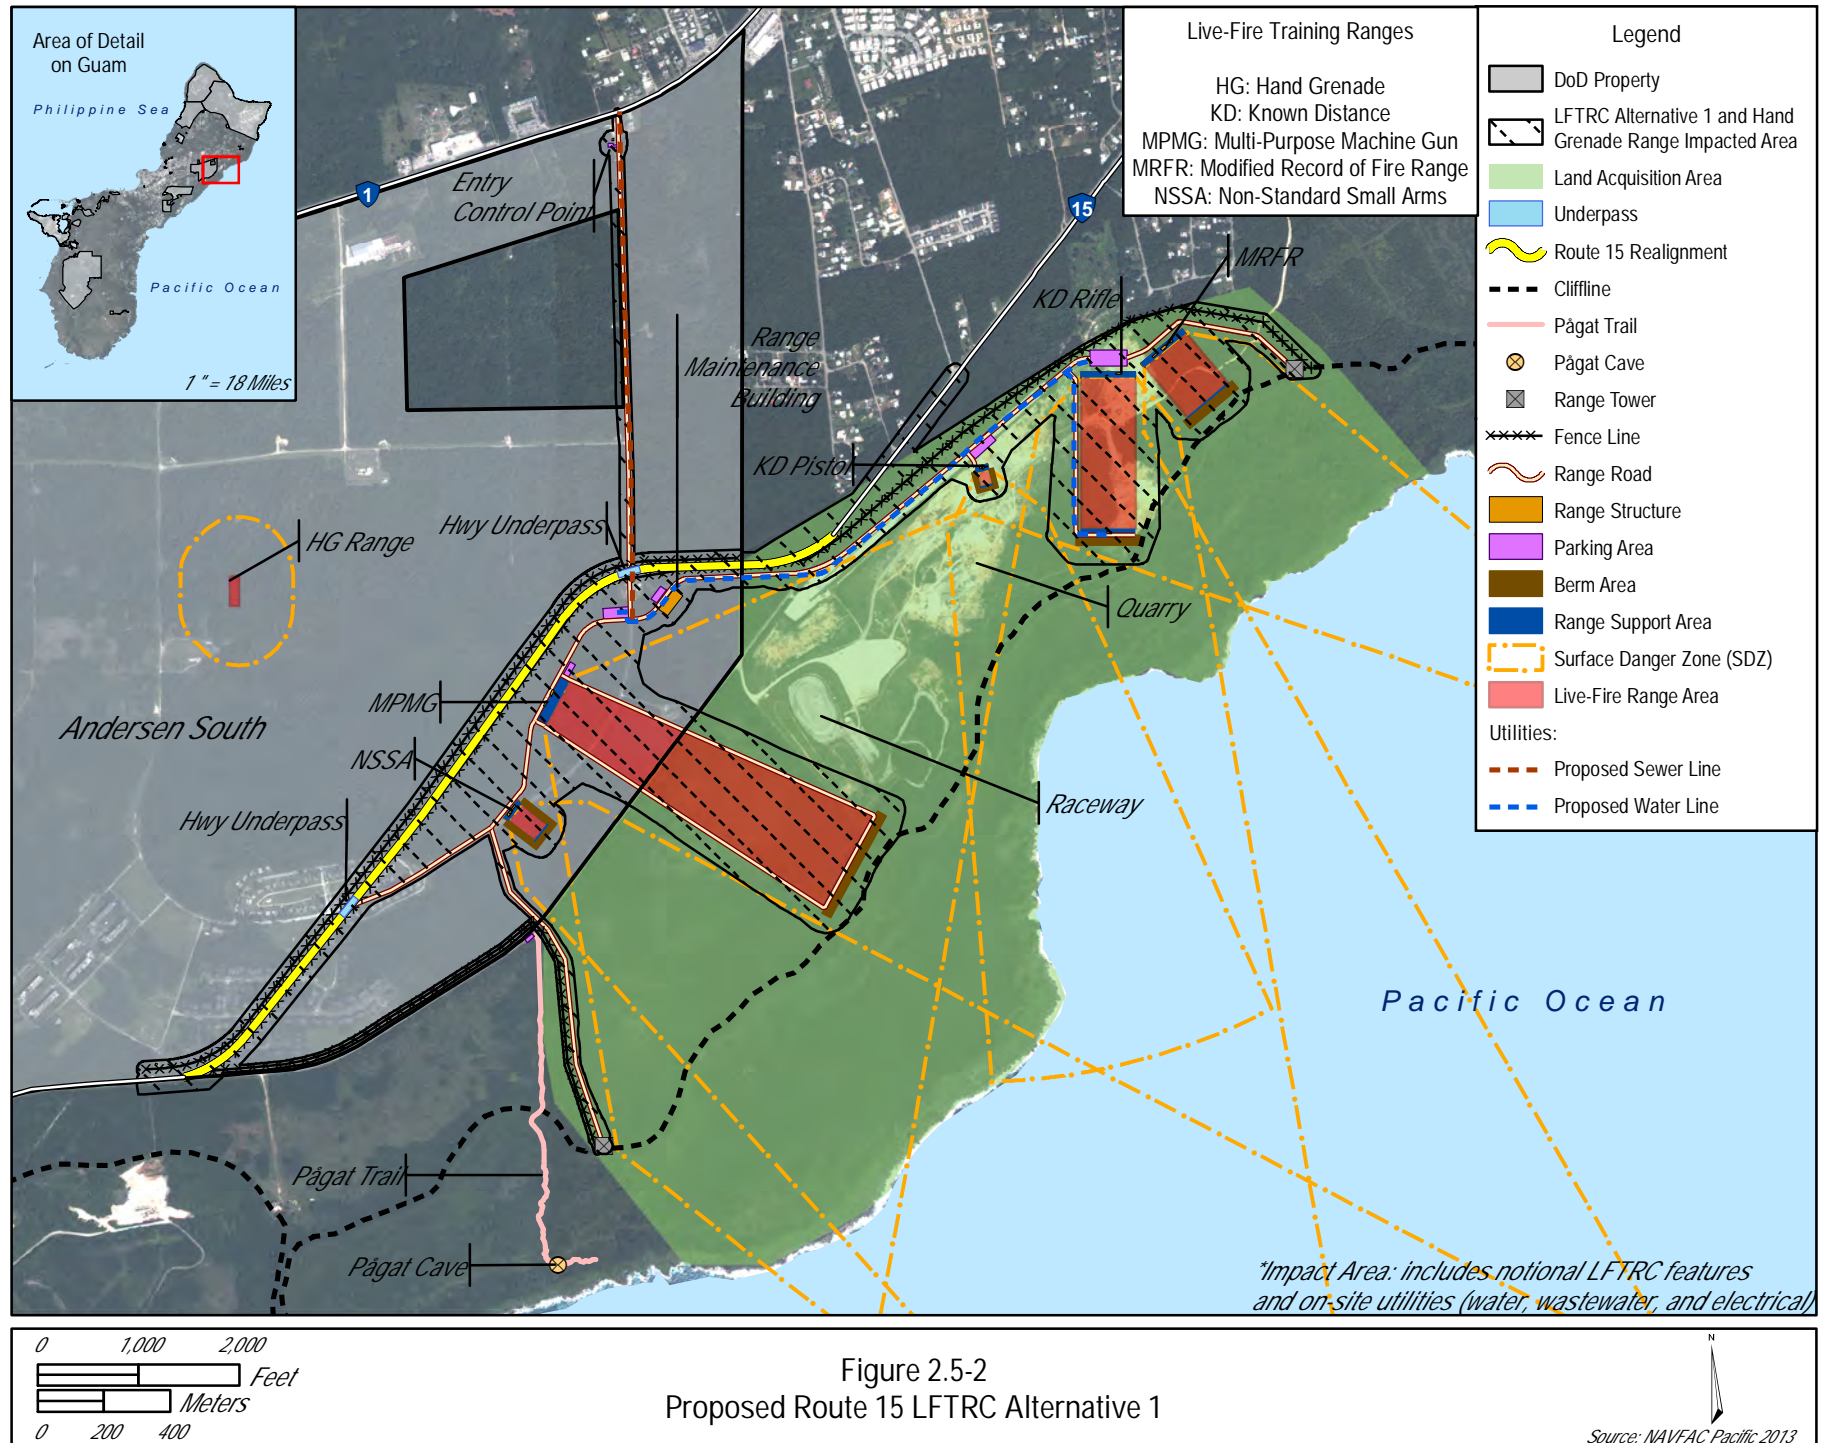 Area of Detail
on Guam
Philippine Sea
Pacific Ocean
1 " = 18 Miles
Live-Fire Training Ranges
HG: Hand Grenade
KD: Known Distance
MPMG: Multi-Purpose Machine Gun
MRFR: Modified Record of Fire Range
NSSA: Non-Standard Small Arms
Legend
DoD Property
LFTRC Alternative 1 and Hand
Grenade Range Impacted Area
Land Acquisition Area
Underpass
Route 15 Realignment
Cliffline
Pågat Trail
Pågat Cave
Range Tower
Fence Line
Range Road
Range Structure
Parking Area
Berm Area
Range Support Area
Surface Danger Zone (SDZ)
Live-Fire Range Area
Utilities:
Proposed Sewer Line
Proposed Water Line
1
15
Entry
Control Point
MRFR
KD Rifle
Range
Maintenance
Building
KD Pistol
Hwy Underpass
HG Range
Quarry
MPMG
Andersen South
NSSA
Raceway
Hwy Underpass
Pacific Ocean
Pågat Trail
Pågat Cave
*Impact Area: includes notional LFTRC features
and on-site utilities (water, wastewater, and electrical)
0 1,000 2,000
Feet
Meters
0 200 400
Figure 2.5-2
Proposed Route 15 LFTRC Alternative 1
N
Source: NAVFAC Pacific 2013